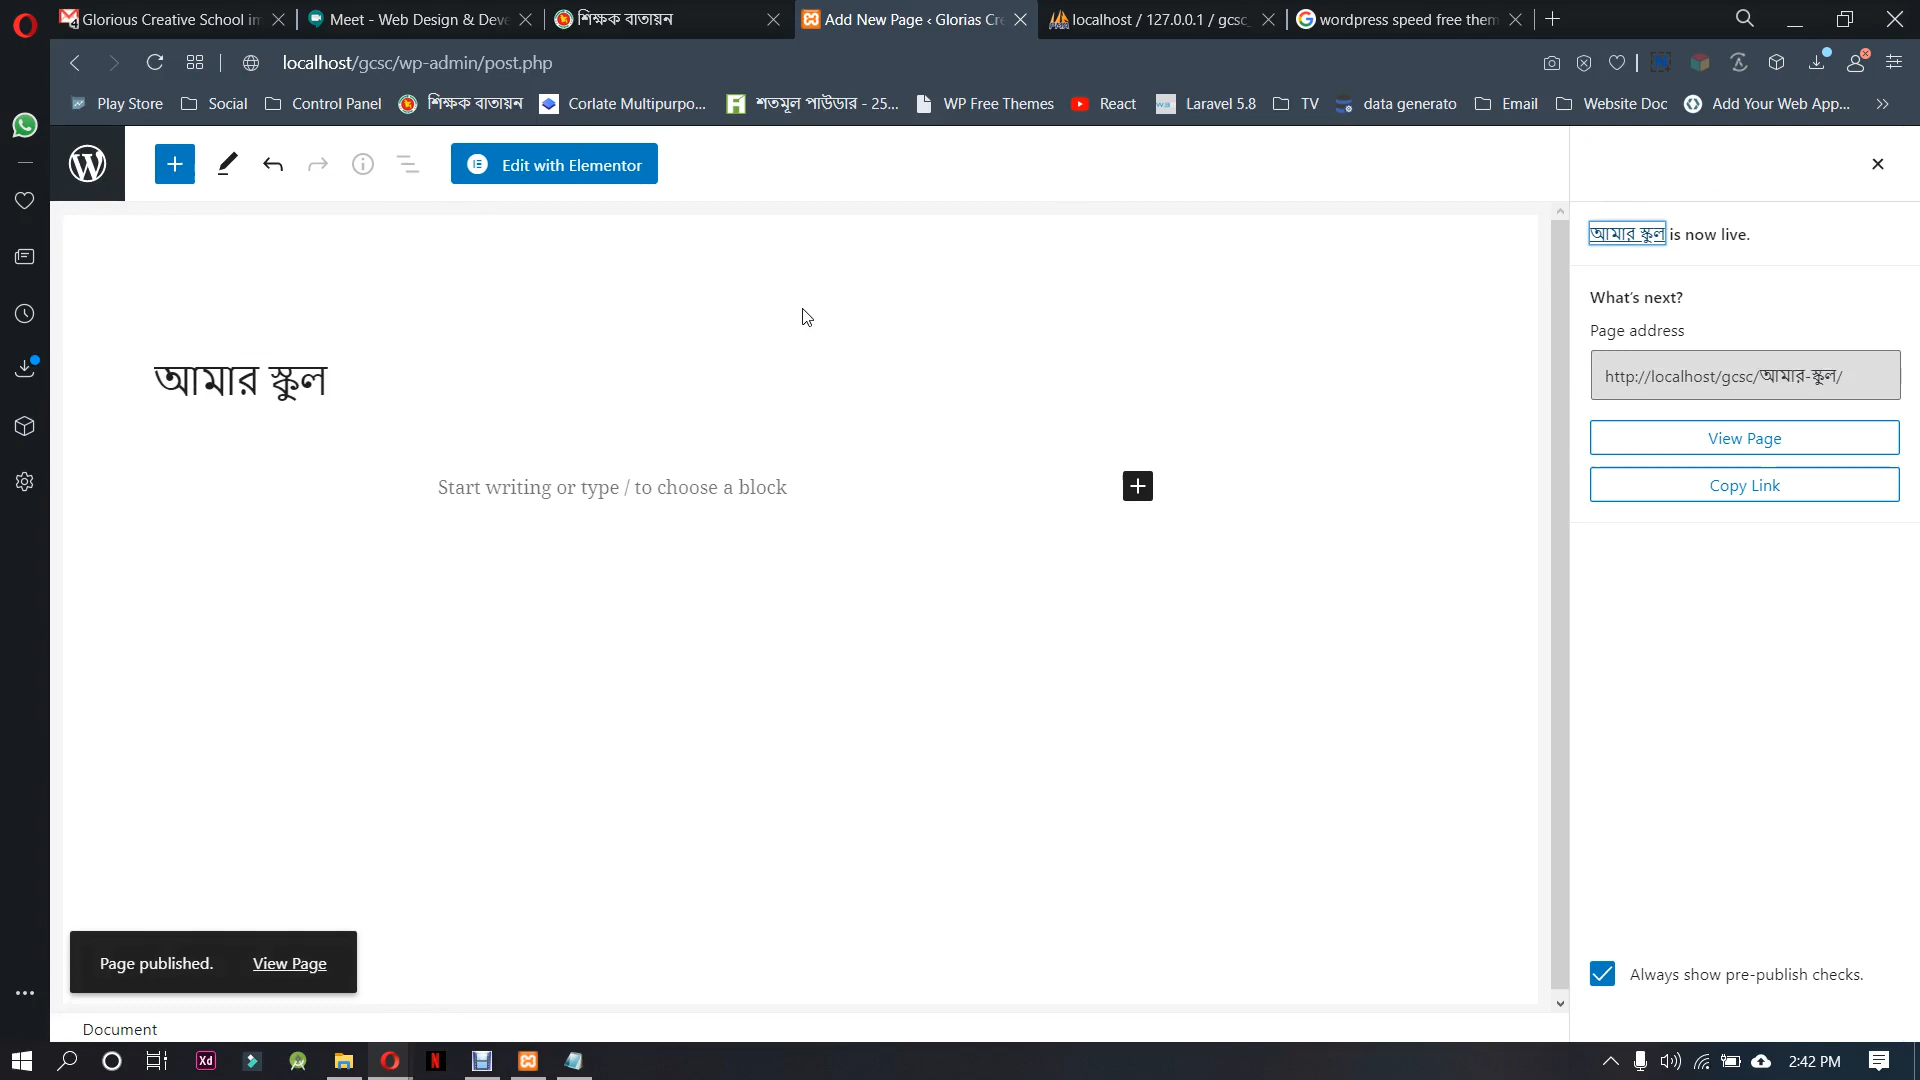 Glorious Creative School in
Meet - Web Design & Deve
শিক্ষক বাতায়ন
Add New Page ‹ Glorias Cre
localhost / 127.0.0.1 / gcsc_
wordpress speed free them
localhost/gcsc/wp-admin/post.php
Play Store
Social
Control Panel
শিক্ষক বাতায়ন
Corlate Multipurpo...
শতমূল পাউডার - 25...
WP Free Themes
React
Laravel 5.8
TV
data generato
Email
Website Doc
Add Your Web App...
Edit with Elementor
আমার স্কুল is now live.
What's next?
Page address
http://localhost/gcsc/আমার-স্কুল/
View Page
Copy Link
আমার স্কুল
Start writing or type / to choose a block
Page published. View Page
Always show pre-publish checks.
Document
Xd
N
2:42 PM